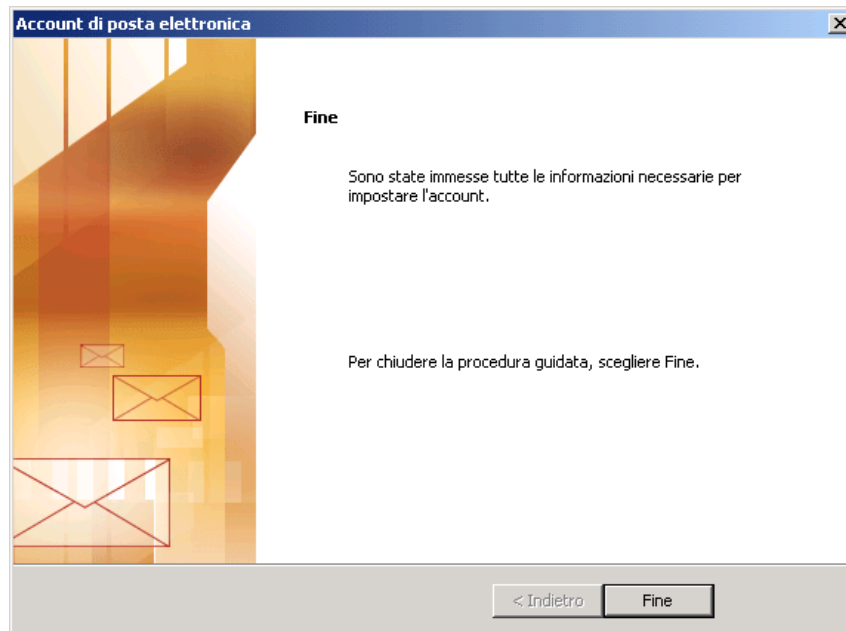 Account di posta elettronica
Fine
Sono state immesse tutte le informazioni necessarie per
impostare l'account.
Per chiudere la procedura guidata, scegliere Fine.
< Indietro
Fine